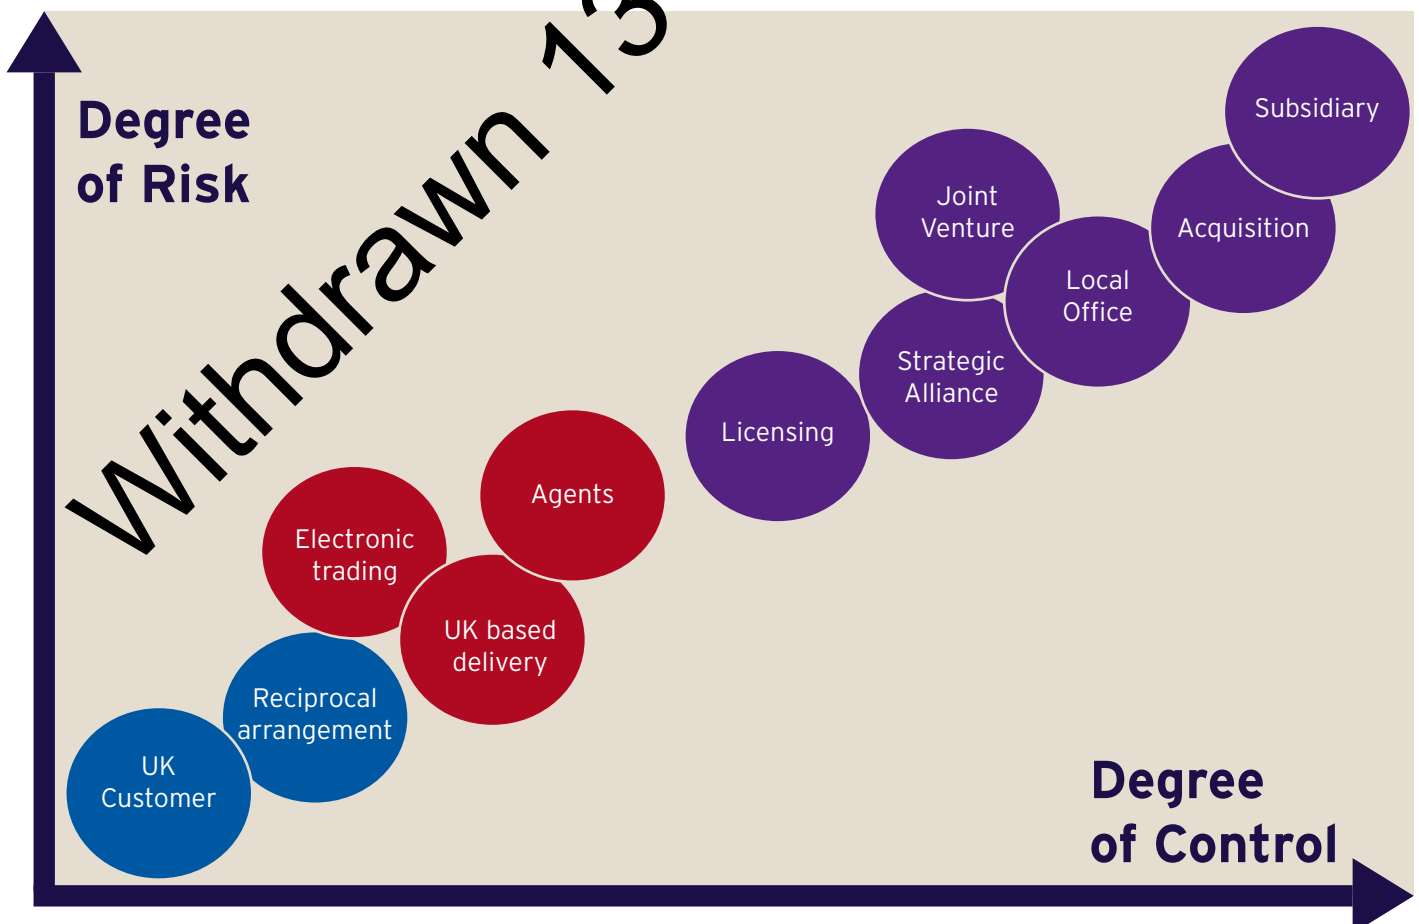 Degree
of Risk
Withdrawn 13
Subsidiary
Joint
Venture
Acquisition
Local
Office
Strategic
Alliance
Licensing
Agents
Electronic
trading
UK based
delivery
Reciprocal
arrangement
UK
Customer
Degree
of Control